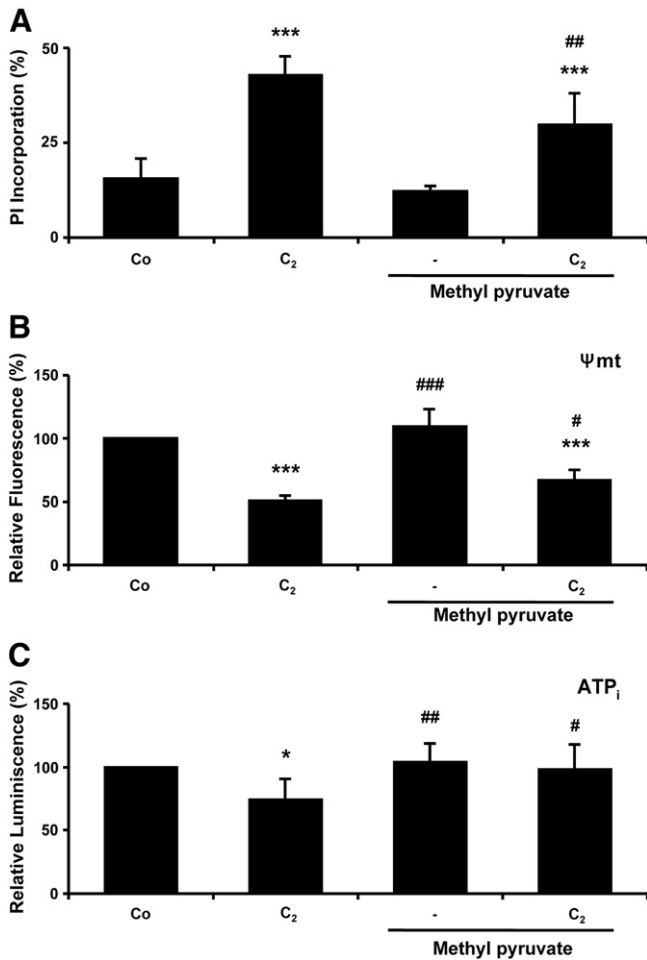 A
PI Incorporation (%)
50
25
0
***
##
***
Co
C₂
-
C₂
Methyl pyruvate
B
Relative Fluorescence (%)
Ψmt
150
100
50
0
***
###
#
***
Co
C₂
-
C₂
Methyl pyruvate
C
Relative Luminiscence (%)
ATPᵢ
150
100
50
0
*
##
#
Co
C₂
-
C₂
Methyl pyruvate